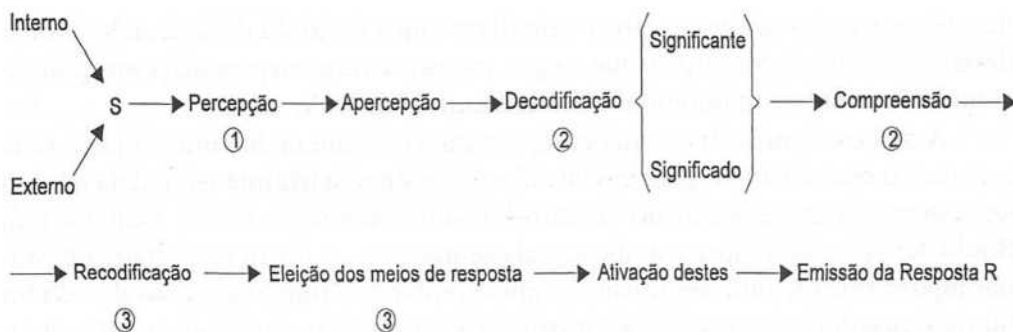 Interno
Significante
S Percepção Apercepção Decodificação Compreensão
① ② ②
Significado
Externo
Recodificação Eleição dos meios de resposta Ativação destes Emissão da Resposta R
③ ③